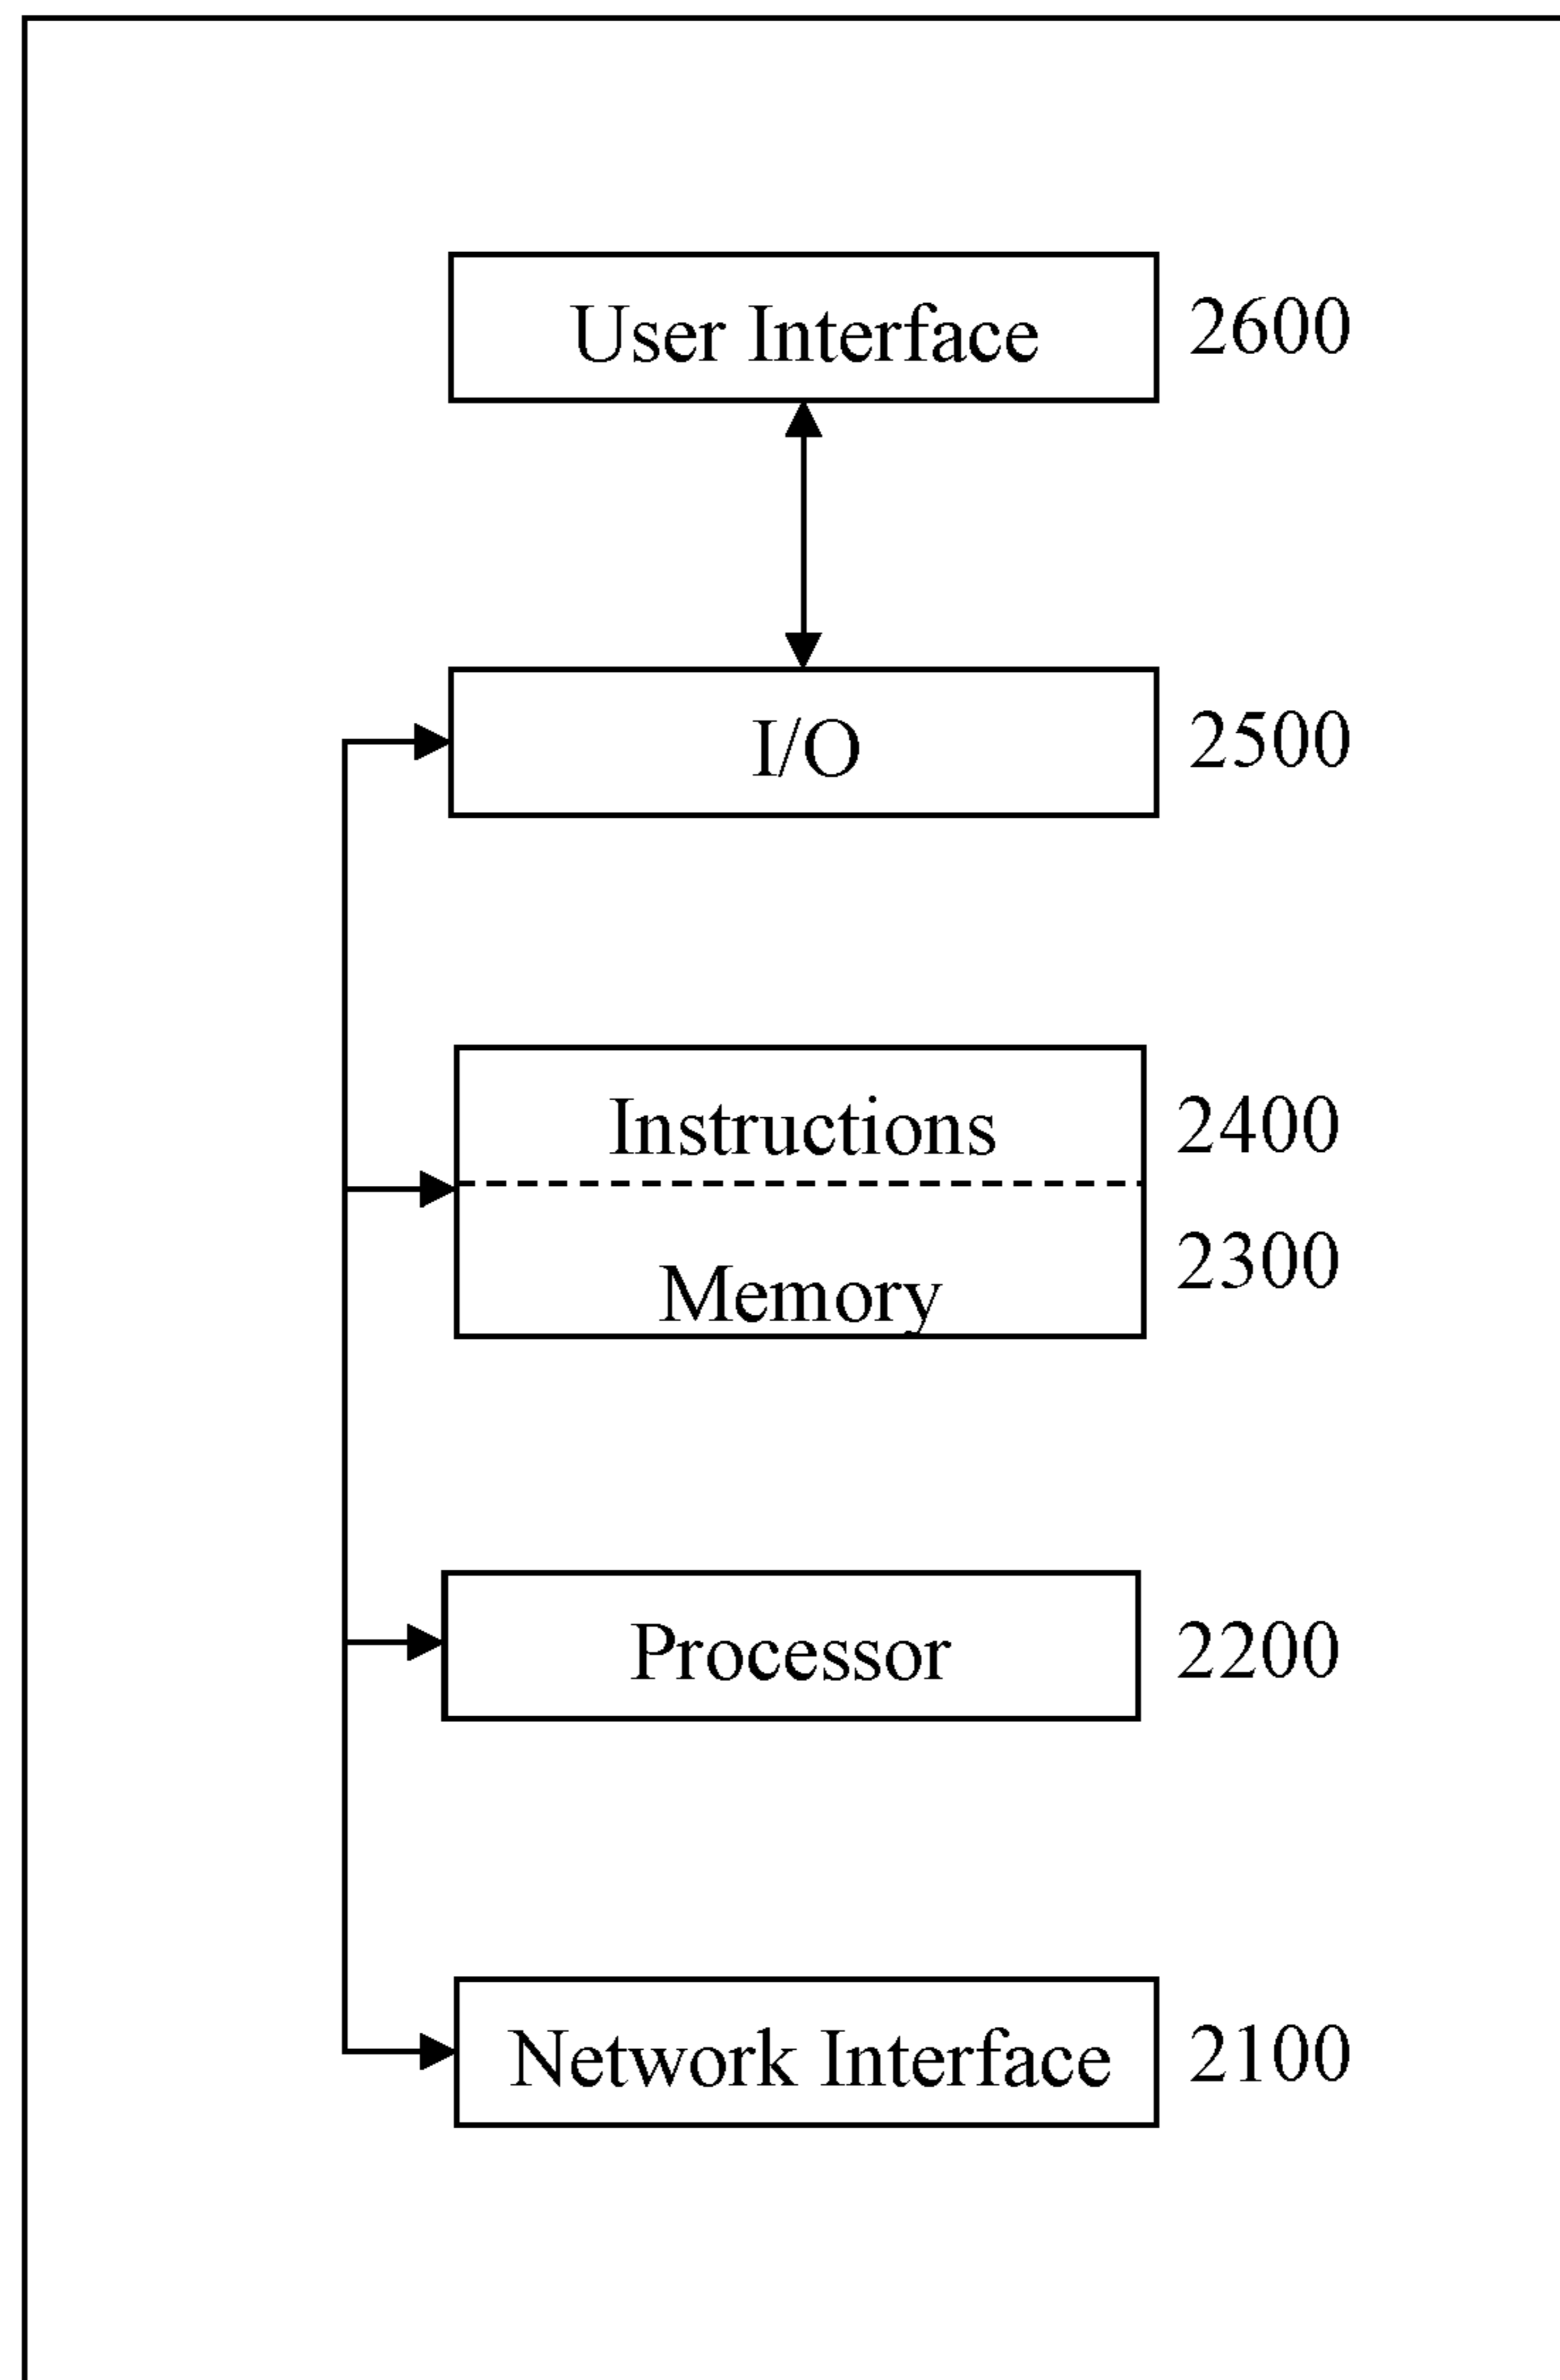 User Interface 2600
I/O 2500
Instructions 2400
Memory 2300
Processor 2200
Network Interface 2100